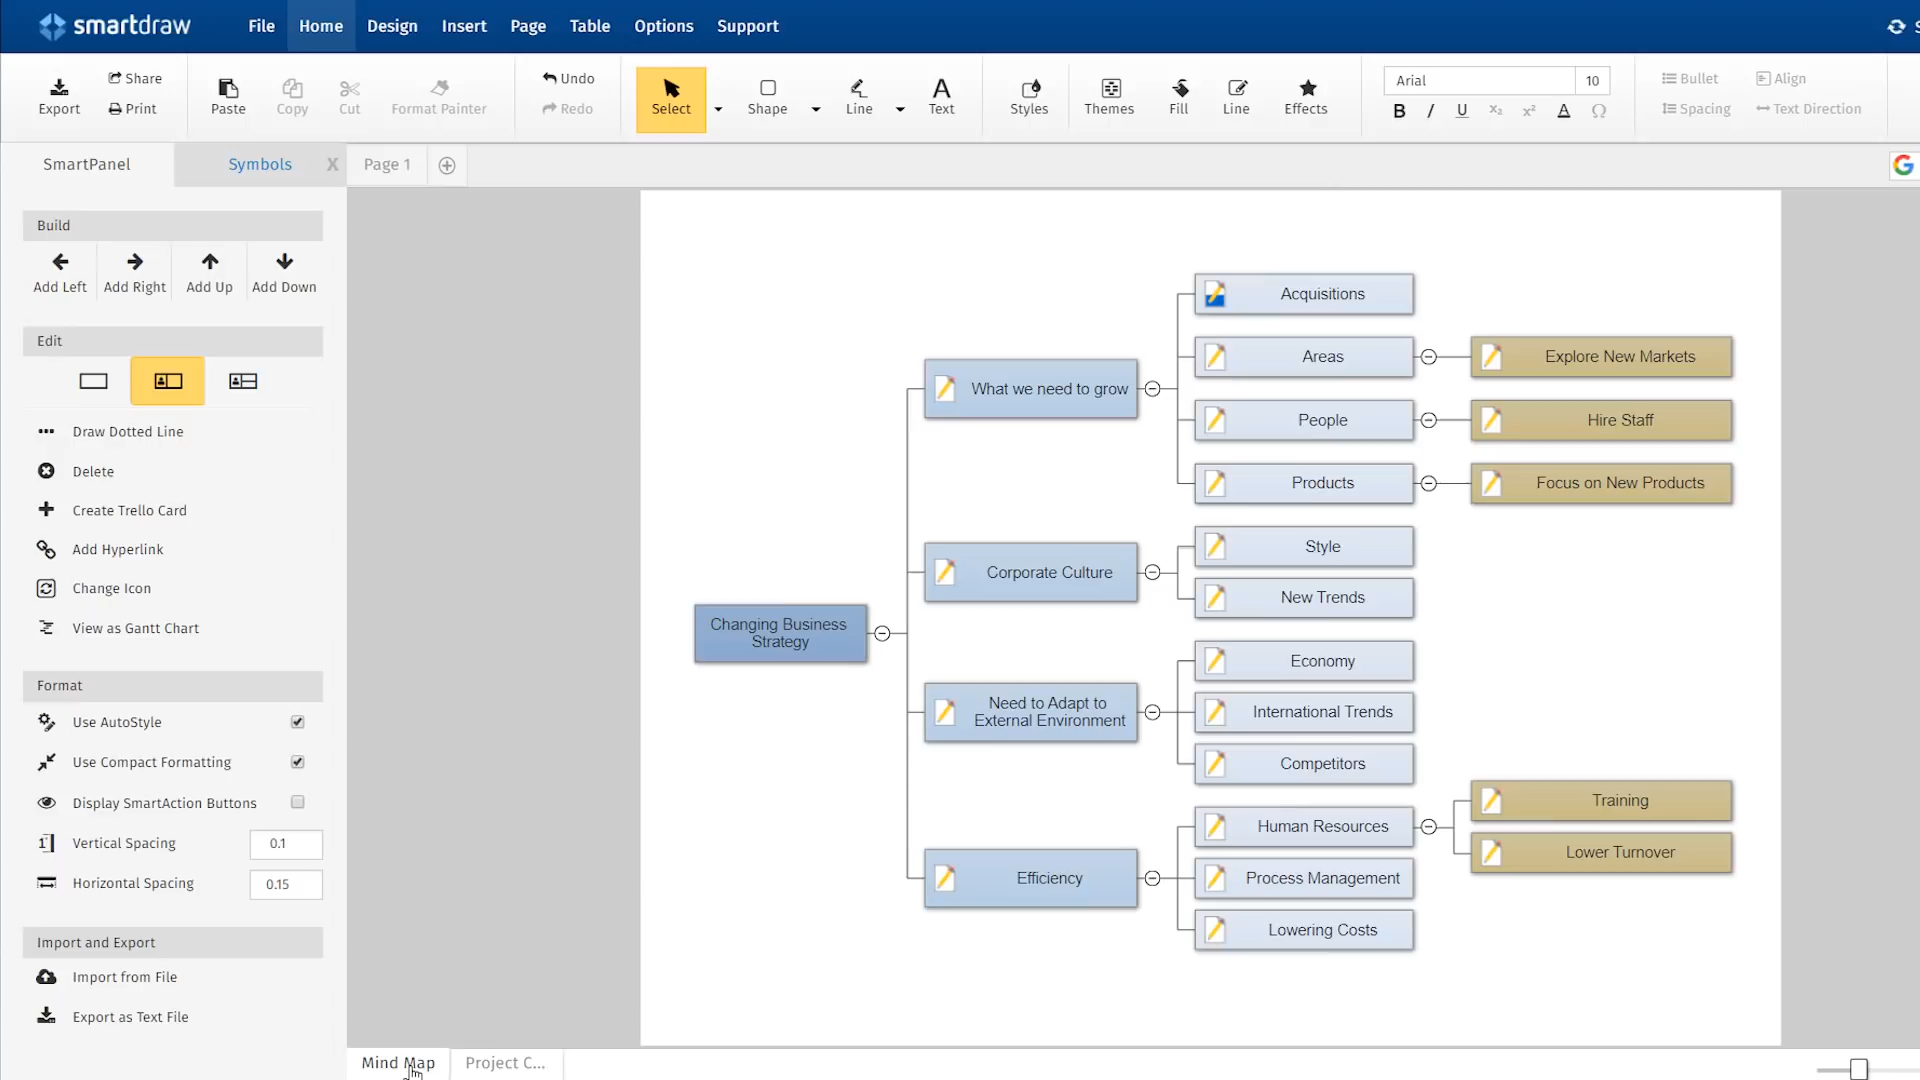 smartdraw File Home Design Insert Page Table Options Support
Export Share Print Paste Copy Cut Format Painter Undo Redo Select Shape Line Text Styles Themes Fill Line Effects
Arial 10
B I U X₂ X² A Ω
Bullet Align
Spacing Text Direction
SmartPanel Symbols X Page 1
Build
Add Left Add Right Add Up Add Down
Edit
Draw Dotted Line
Delete
Create Trello Card
Add Hyperlink
Change Icon
View as Gantt Chart
Format
Use AutoStyle
Use Compact Formatting
Display SmartAction Buttons
Vertical Spacing 0.1
Horizontal Spacing 0.15
Import and Export
Import from File
Export as Text File
Changing Business
Strategy
What we need to grow
Acquisitions
Areas
Explore New Markets
People
Hire Staff
Products
Focus on New Products
Corporate Culture
Style
New Trends
Need to Adapt to
External Environment
Economy
International Trends
Competitors
Efficiency
Human Resources
Training
Lower Turnover
Process Management
Lowering Costs
Mind Map Project C...